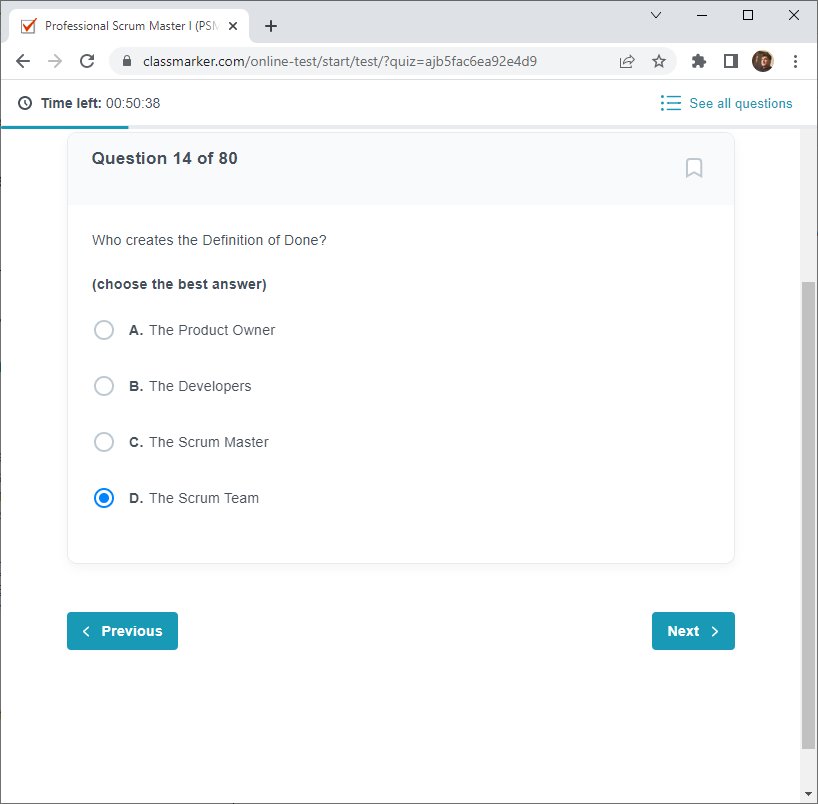 Professional Scrum Master I (PSM
classmarker.com/online-test/start/test/?quiz=ajb5fac6ea92e4d9
Time left: 00:50:38
See all questions
Question 14 of 80
Who creates the Definition of Done?
(choose the best answer)
A. The Product Owner
B. The Developers
C. The Scrum Master
D. The Scrum Team
Previous
Next